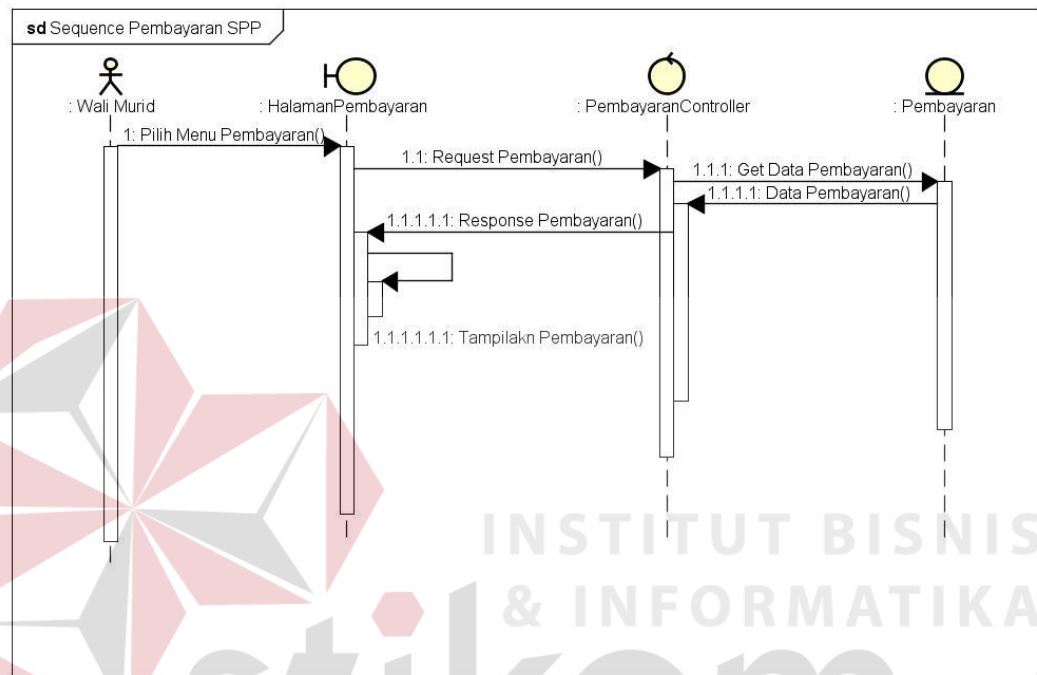 sd Sequence Pembayaran SPP
: Wali Murid
: HalamanPembayaran
: PembayaranController
: Pembayaran
1: Pilih Menu Pembayaran()
1.1: Request Pembayaran()
1.1.1: Get Data Pembayaran()
1.1.1.1: Data Pembayaran()
1.1.1.1.1: Response Pembayaran()
1.1.1.1.1.1: Tampilakn Pembayaran()
INSTITUT BISNIS
& INFORMATIKA
stikom